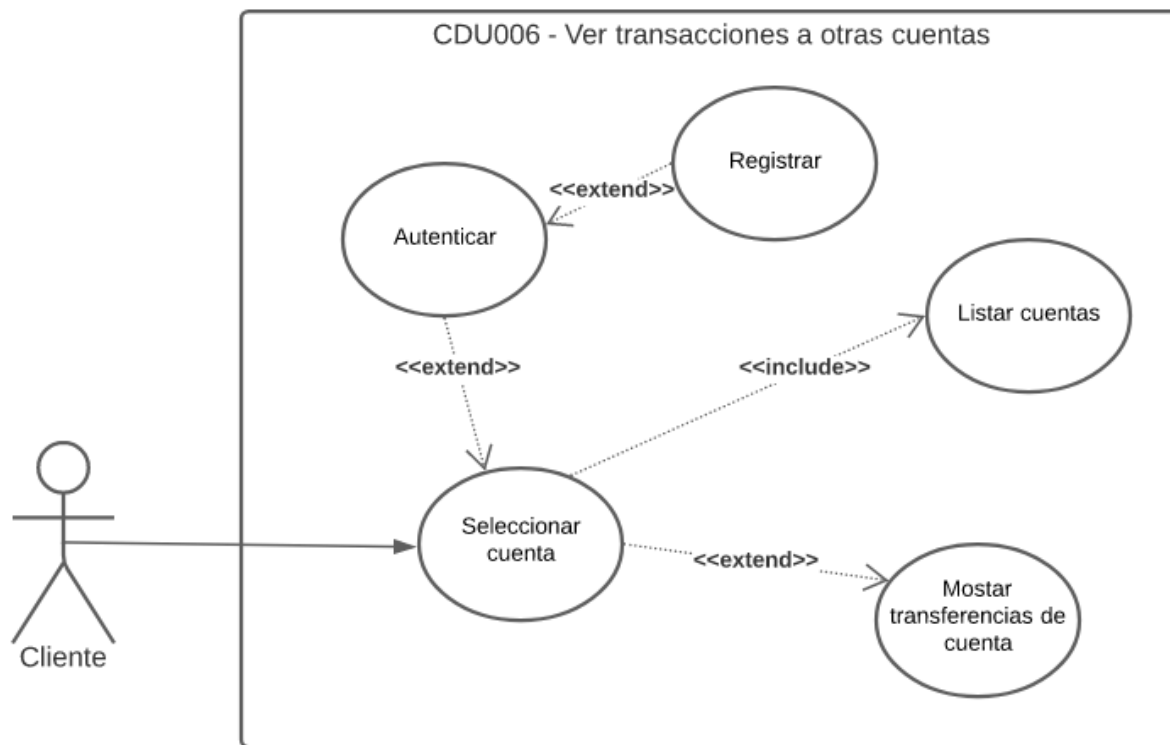 CDU006 - Ver transacciones a otras cuentas
Registrar
<<extend>>
Autenticar
Listar cuentas
<<extend>>
<<include>>
Seleccionar
cuenta
<<extend>>
Mostar
transferencias de
cuenta
Cliente